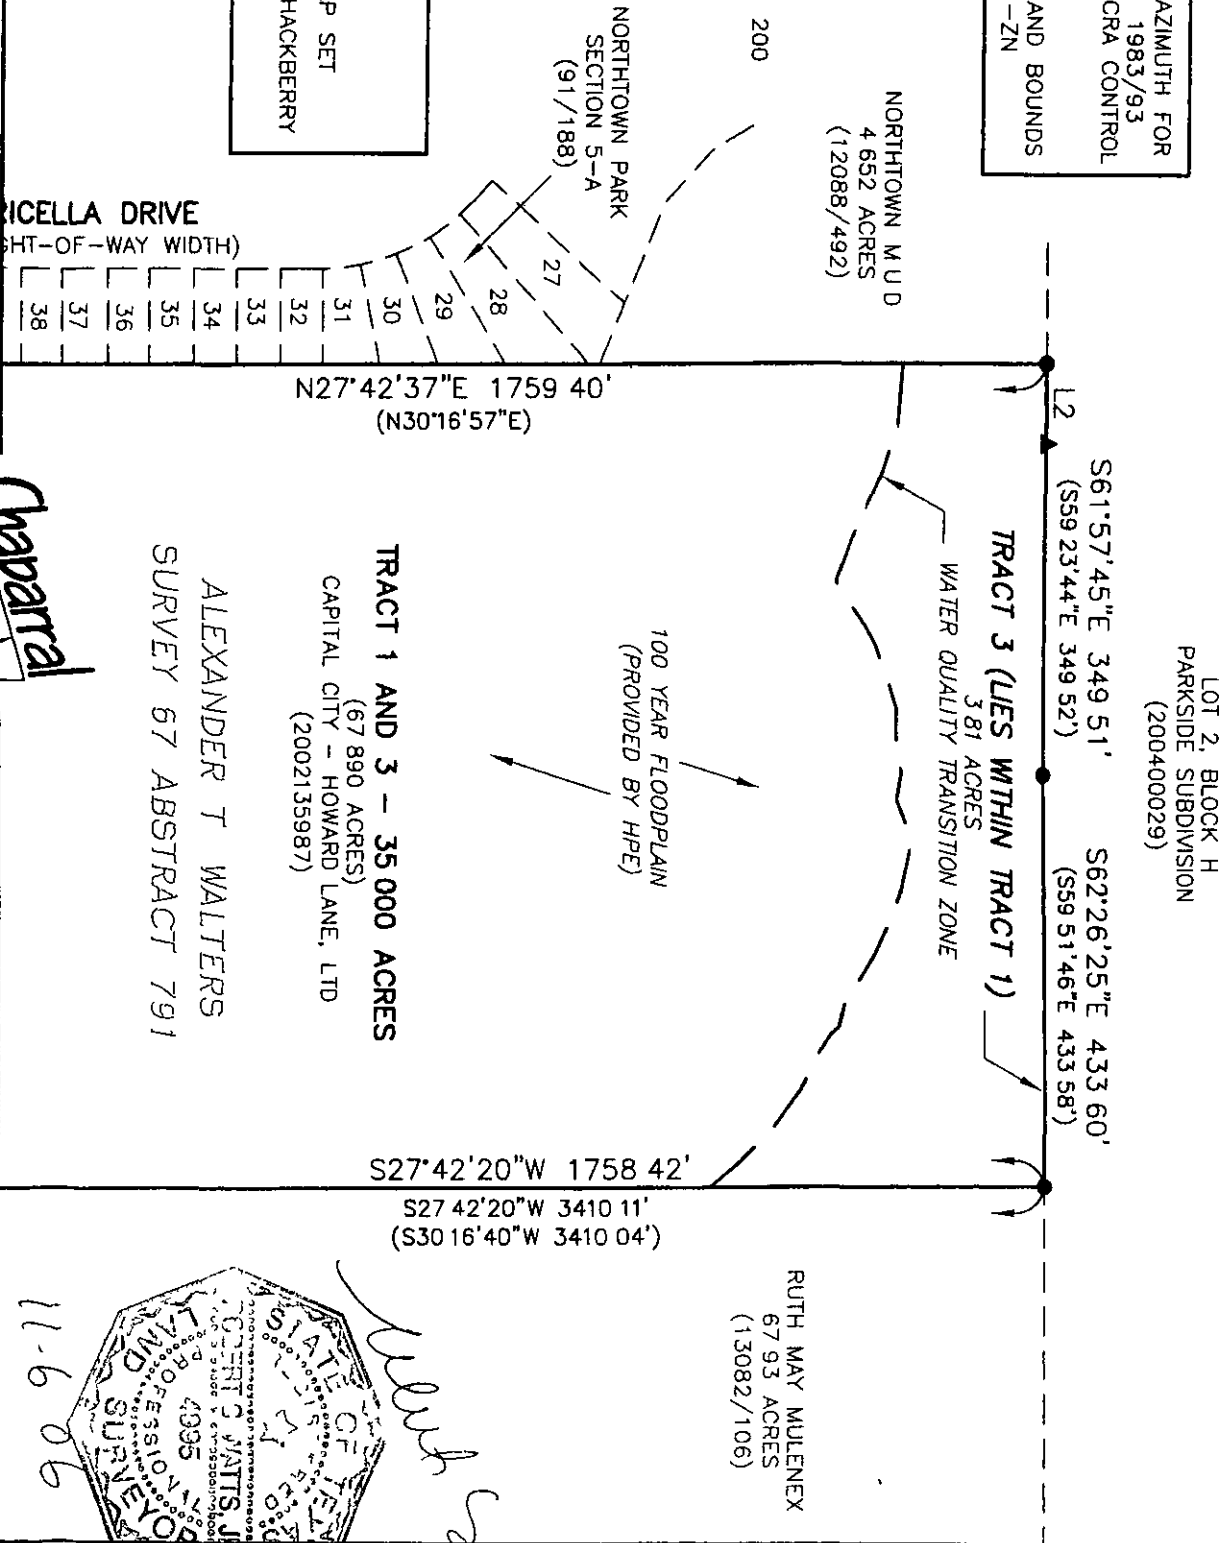 AZIMUTH FOR
1983/93
CRA CONTROL
AND BOUNDS
-ZN
P SET
HACKBERRY
200
NORTHTOWN M U D
4 652 ACRES
(12088/492)
NORTHTOWN PARK
SECTION 5-A
(91/188)
RICELLA DRIVE
GHT-OF-WAY WIDTH)
27
28
29
30
31
32
33
34
35
36
37
38
LOT 2, BLOCK H
PARKSIDE SUBDIVISION
(200400029)
L2
S61°57'45"E 349 51'
(S59 23'44"E 349 52')
S62°26'25"E 433 60'
(S59 51'46"E 433 58')
TRACT 3 (LIES WITHIN TRACT 1)
3 81 ACRES
WATER QUALITY TRANSITION ZONE
N27°42'37"E 1759 40'
(N30°16'57"E)
100 YEAR FLOODPLAIN
(PROVIDED BY HPE)
TRACT 1 AND 3 - 35 000 ACRES
(67 890 ACRES)
CAPITAL CITY - HOWARD LANE, LTD
(2002135987)
ALEXANDER T WALTERS
SURVEY 67 ABSTRACT 791
Chaparral
S27°42'20"W 1758 42'
S27 42'20"W 3410 11'
(S30 16'40"W 3410 04')
RUTH MAY MULENEX
67 93 ACRES
(13082/106)
STATE OF TE
WATTS, J
4995
PROFESSIONAL
LAND SURVEYOR
11-6 06